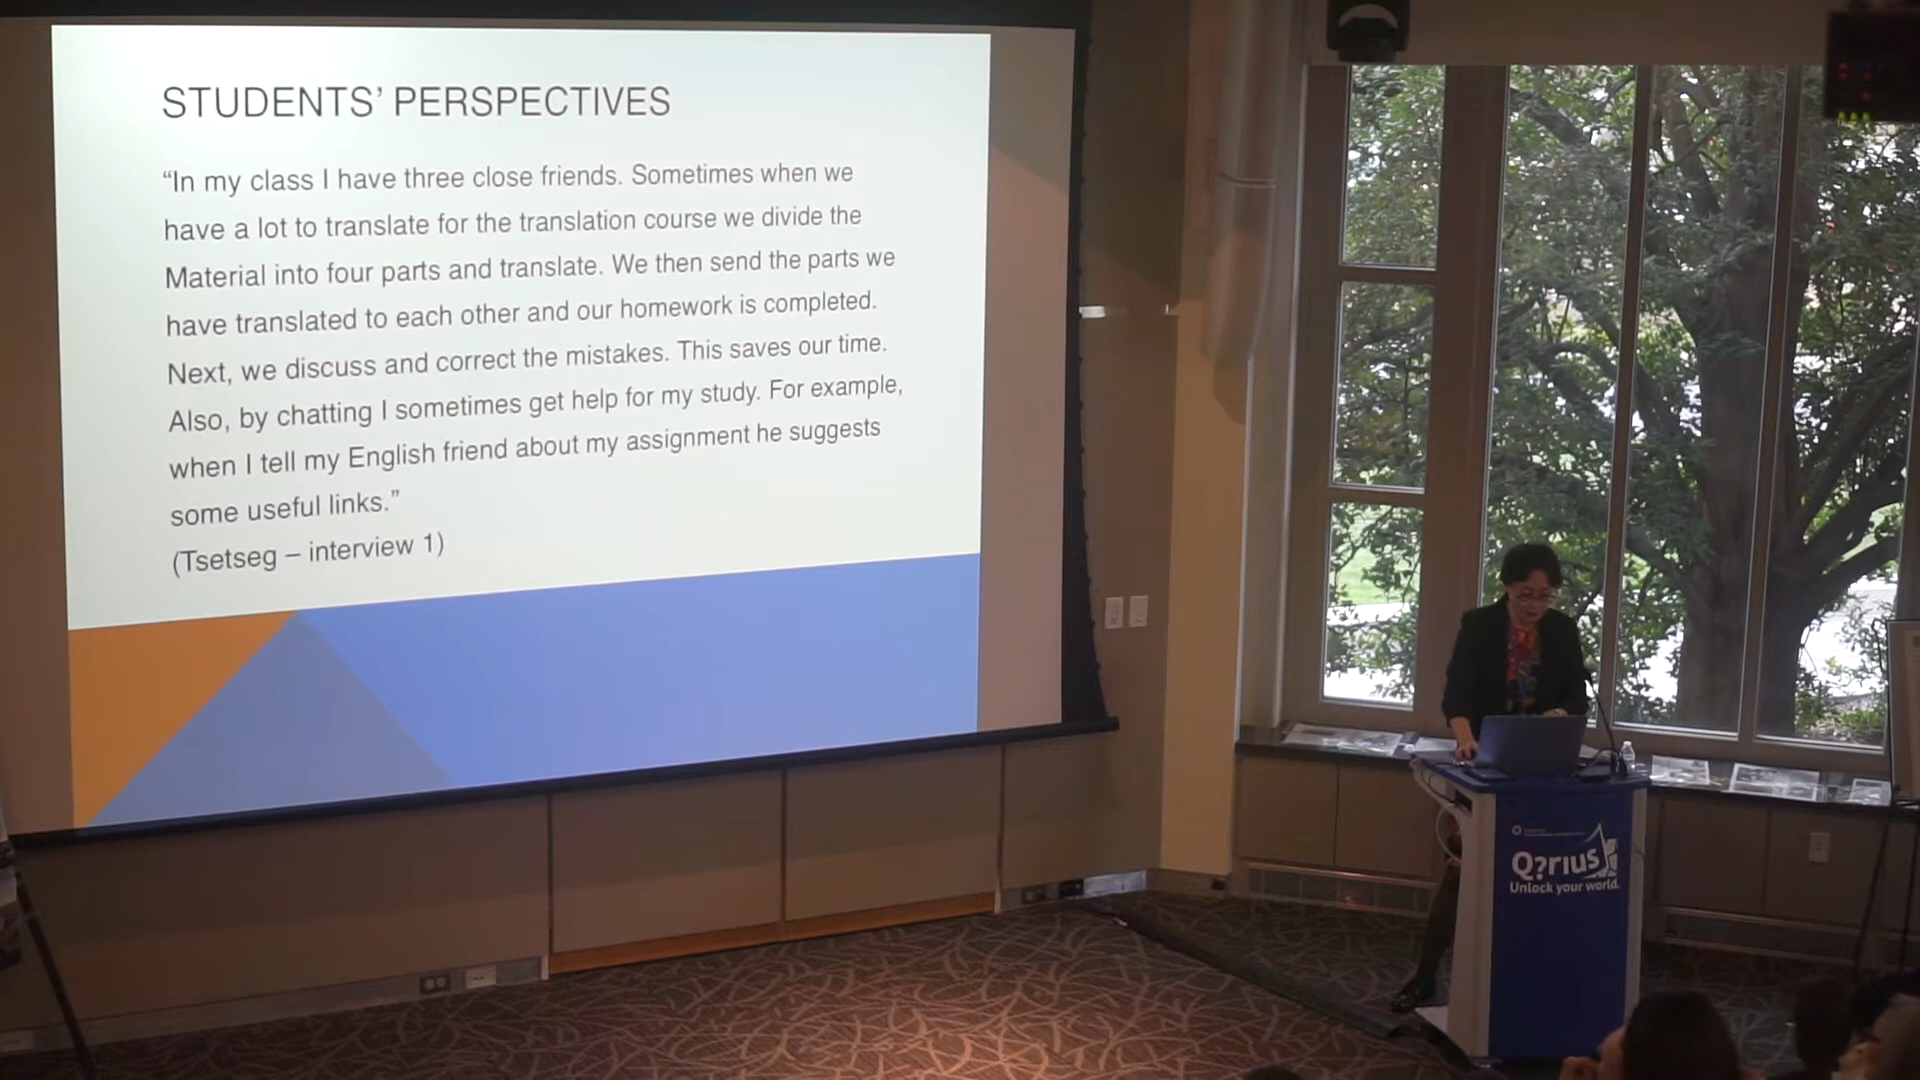 STUDENTS’ PERSPECTIVES
“In my class I have three close friends. Sometimes when we
have a lot to translate for the translation course we divide the
Material into four parts and translate. We then send the parts we
have translated to each other and our homework is completed.
Next, we discuss and correct the mistakes. This saves our time.
Also, by chatting I sometimes get help for my study. For example,
when I tell my English friend about my assignment he suggests
some useful links.”
(Tsetseg – interview 1)
Q?rius
Unlock your world.